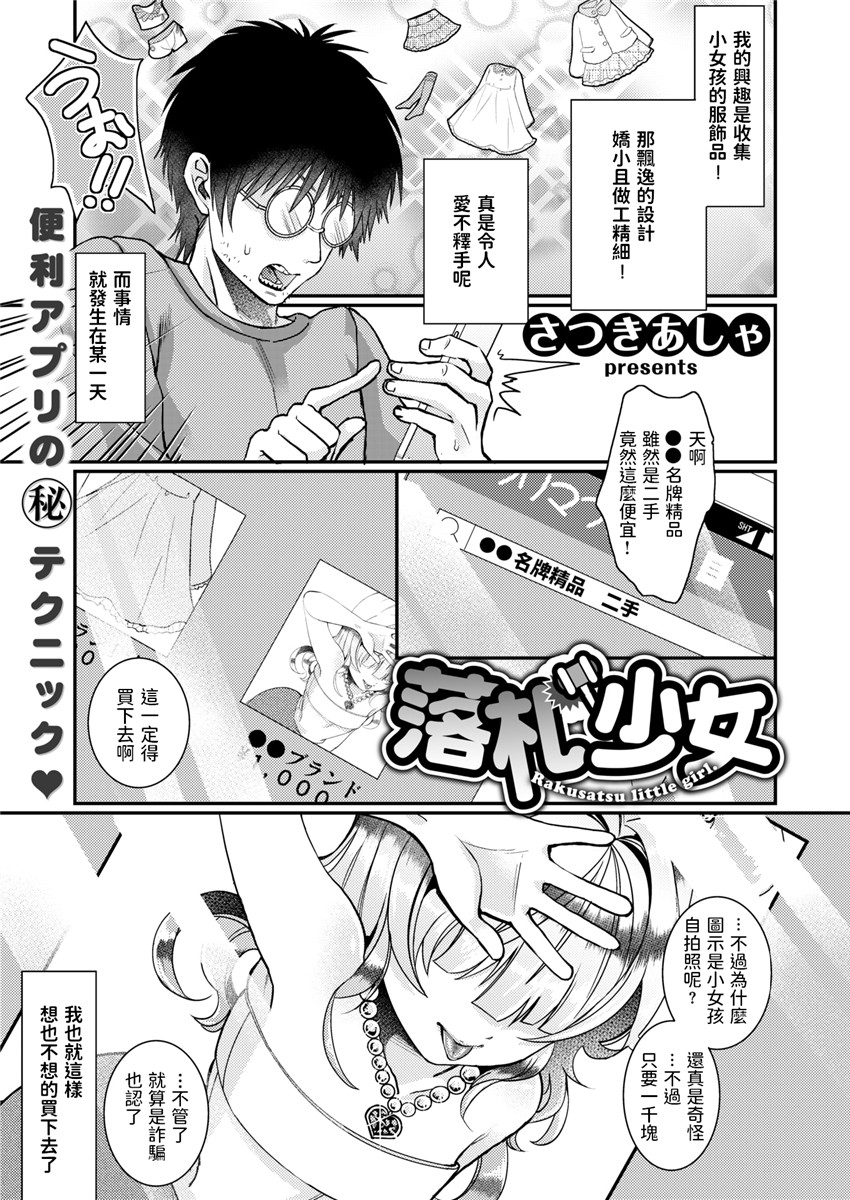 我的興趣是收集
小女孩的服飾品！
那飄逸的設計
嬌小且做工精細！
真是令人
愛不釋手呢
うお!!
而事情
就發生在某一天
便利アプリの㊙テクニック♥
さつきあしゃ
presents
天啊
●●名牌精品
雖然是二手
竟然這麼便宜！
SHT
●●名牌精品 二手
●●ブランド
,000
這一定得
買下去啊
落札少女
Rakusatsu little girl.
…不過為什麼
圖示是小女孩
自拍照呢？
還真是奇怪
…不過
只要一千塊
…不管了
就算是詐騙
也認了
我也就這樣
想也不想的買下去了